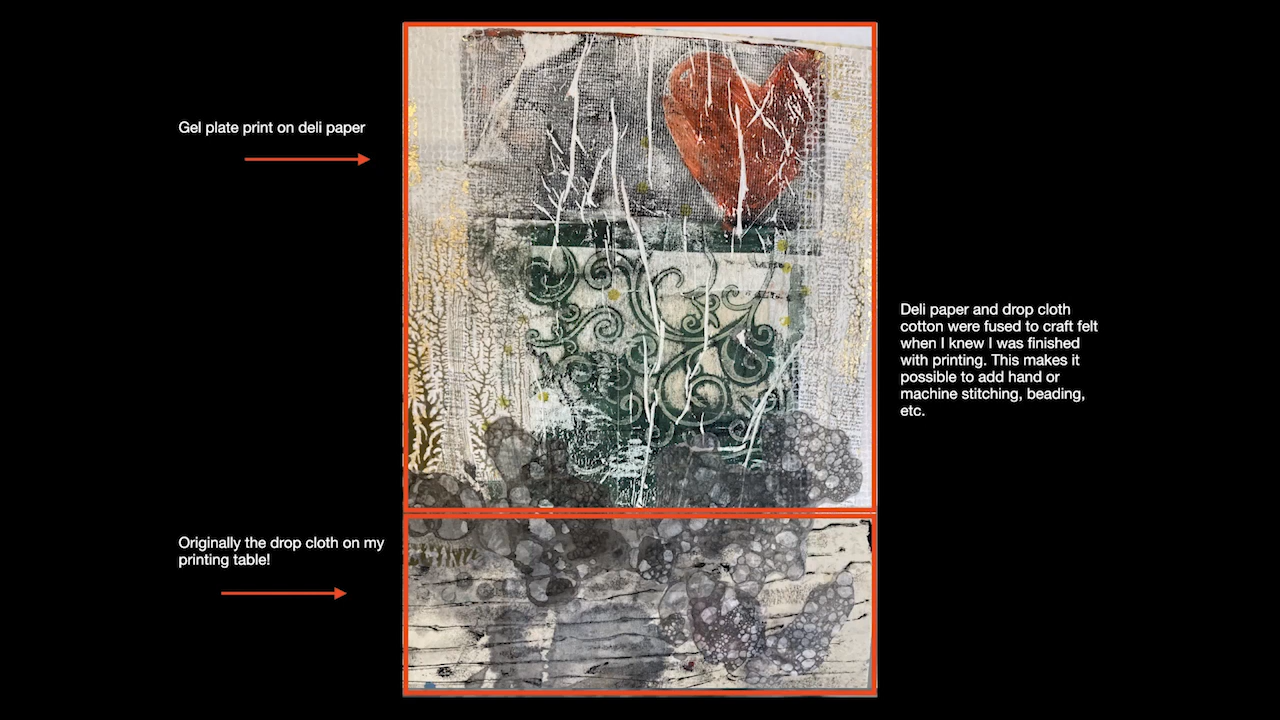 Gel plate print on deli paper
Deli paper and drop cloth
cotton were fused to craft felt
when I knew I was finished
with printing. This makes it
possible to add hand or
machine stitching, beading,
etc.
Originally the drop cloth on my
printing table!